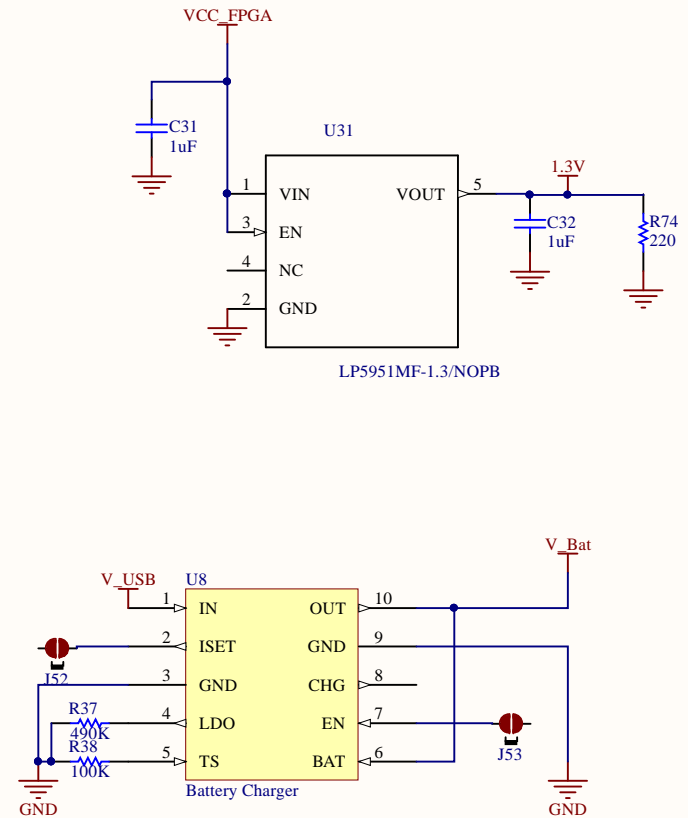 VCC_FPGA
C31
1uF
U31
1
VIN
VOUT
5
1.3V
3
EN
C32
1uF
R74
220
4
NC
2
GND
LP5951MF-1.3/NOPB
V_Bat
V_USB
U8
1
IN
OUT
10
2
ISET
GND
9
J52
3
GND
CHG
8
R37
490K
4
LDO
EN
7
J53
R38
100K
5
TS
BAT
6
GND
Battery Charger
GND